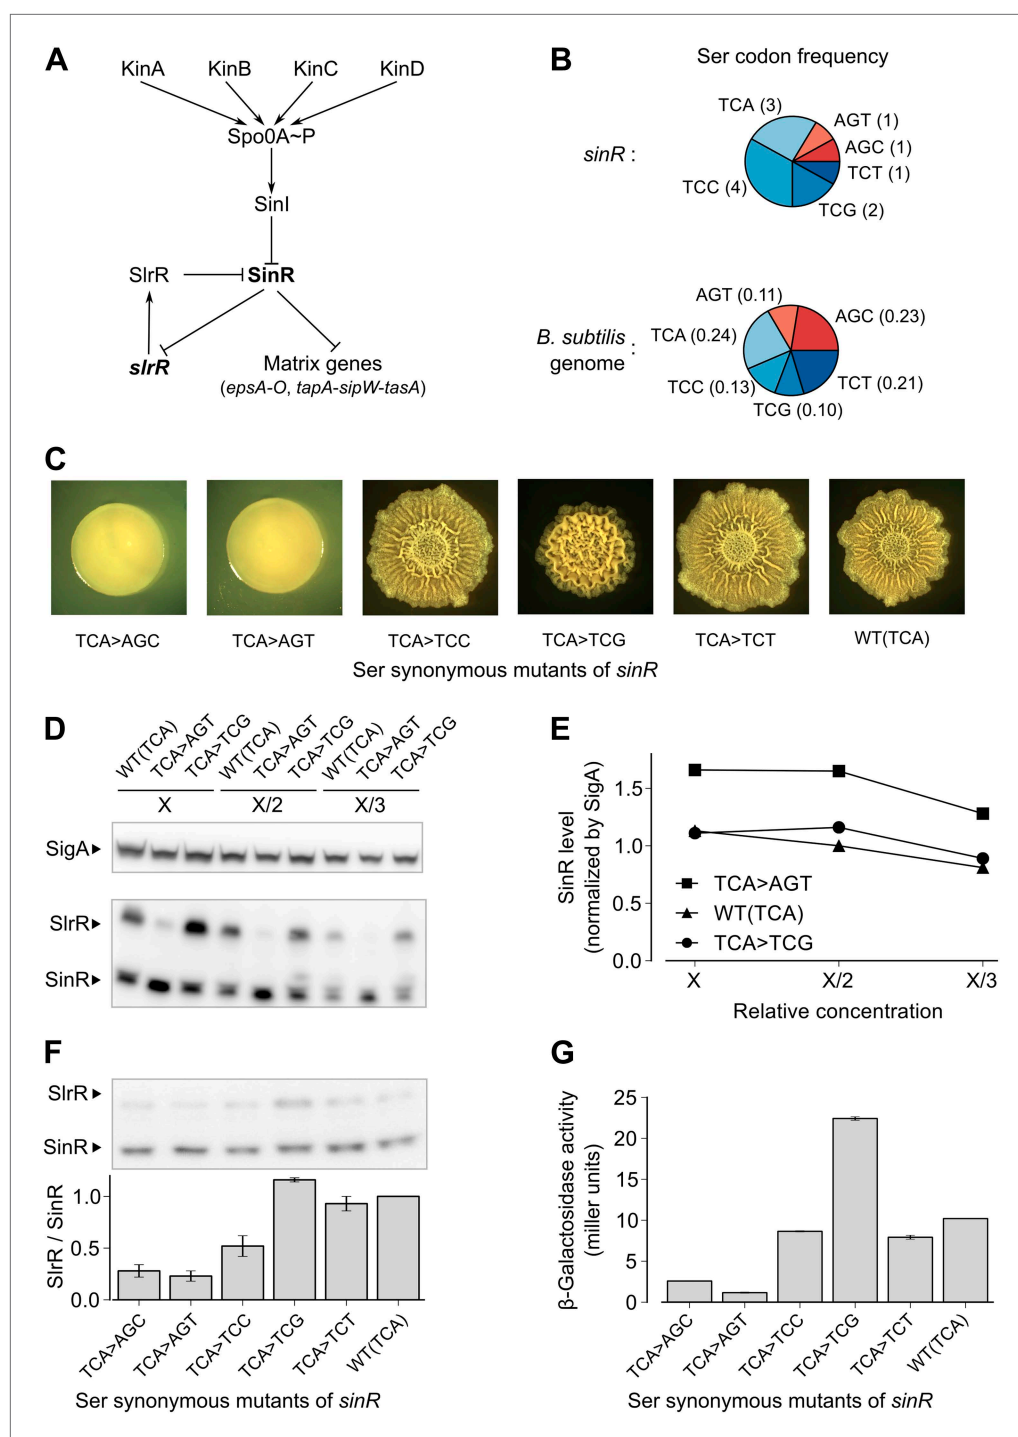 A
KinA KinB KinC KinD
Spo0A~P
SinI
SlrR SinR
slrR Matrix genes
(epsA-O, tapA-sipW-tasA)
B
Ser codon frequency
sinR :
TCA (3)
AGT (1)
AGC (1)
TCT (1)
TCG (2)
TCC (4)
B. subtilis
genome :
AGT (0.11)
AGC (0.23)
TCA (0.24)
TCT (0.21)
TCC (0.13)
TCG (0.10)
C
TCA>AGC TCA>AGT TCA>TCC TCA>TCG TCA>TCT WT(TCA)
Ser synonymous mutants of sinR
D
WT(TCA) TCA>AGT TCA>TCG WT(TCA) TCA>AGT TCA>TCG WT(TCA) TCA>AGT TCA>TCG
X X/2 X/3
SigA
SlrR
SinR
E
SinR level
(normalized by SigA)
1.5
1.0
0.5
0.0
TCA>AGT
WT(TCA)
TCA>TCG
X X/2 X/3
Relative concentration
F
SlrR
SinR
SlrR / SinR
1.0
0.5
0.0
TCA>AGC TCA>AGT TCA>TCC TCA>TCG TCA>TCT WT(TCA)
Ser synonymous mutants of sinR
G
β-Galactosidase activity
(miller units)
25
20
15
10
5
0
TCA>AGC TCA>AGT TCA>TCC TCA>TCG TCA>TCT WT(TCA)
Ser synonymous mutants of sinR